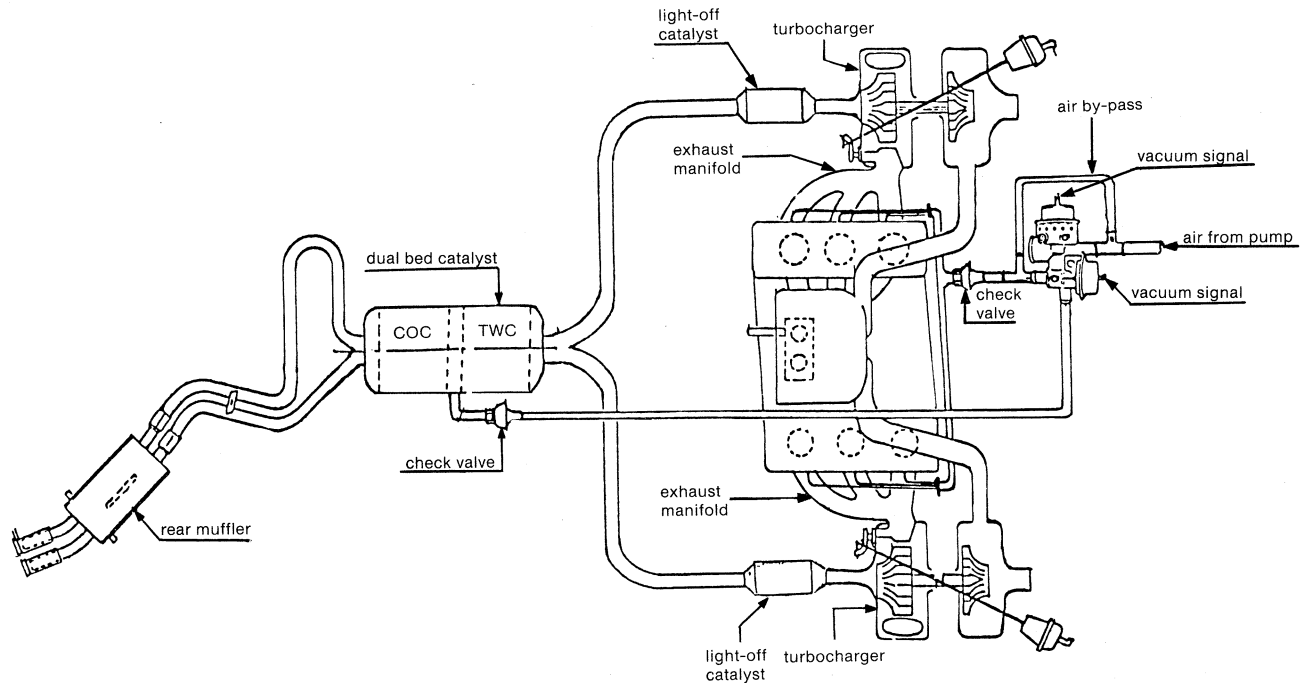 light-off
catalyst
turbocharger
air by-pass
exhaust
manifold
vacuum signal
air from pump
dual bed catalyst
COC
TWC
check
valve
vacuum signal
check valve
exhaust
manifold
rear muffler
light-off
catalyst
turbocharger